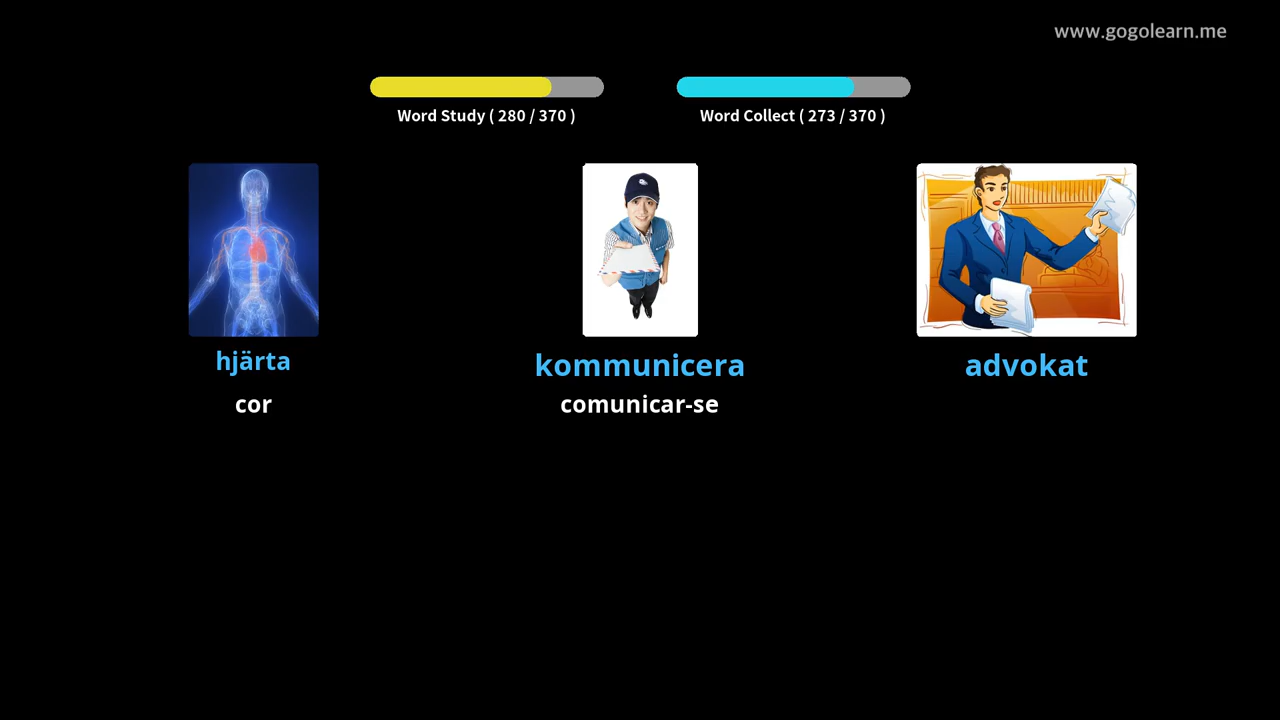 www.gogolearn.me
Word Study ( 280 / 370 )
Word Collect ( 273 / 370 )
hjärta
kommunicera
advokat
cor
comunicar-se